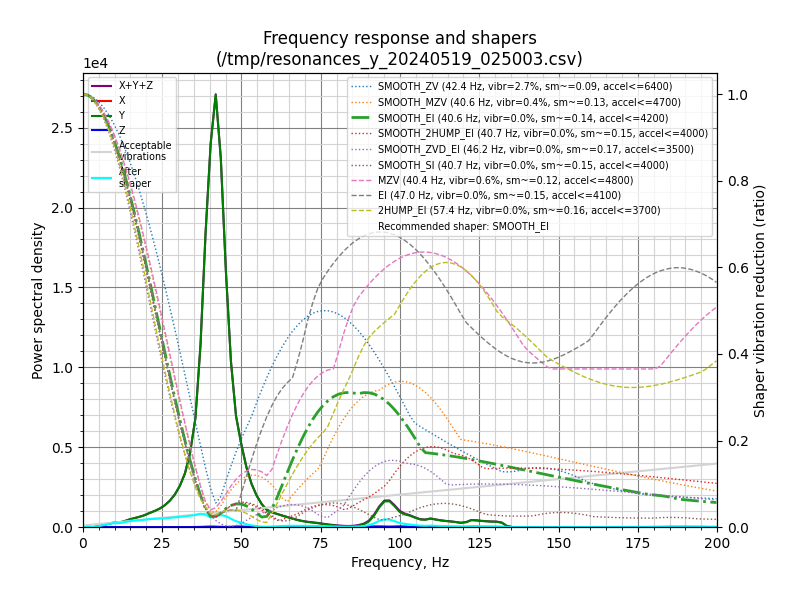 Frequency response and shapers
(/tmp/resonances_y_20240519_025003.csv)
1e4
X+Y+Z
X
Y
Z
Acceptable
vibrations
After
shaper
SMOOTH_ZV (42.4 Hz, vibr=2.7%, sm~=0.09, accel<=6400)
SMOOTH_MZV (40.6 Hz, vibr=0.4%, sm~=0.13, accel<=4700)
SMOOTH_EI (40.6 Hz, vibr=0.0%, sm~=0.14, accel<=4200)
SMOOTH_2HUMP_EI (40.7 Hz, vibr=0.0%, sm~=0.15, accel<=4000)
SMOOTH_ZVD_EI (46.2 Hz, vibr=0.0%, sm~=0.17, accel<=3500)
SMOOTH_SI (40.7 Hz, vibr=0.0%, sm~=0.15, accel<=4000)
MZV (40.4 Hz, vibr=0.6%, sm~=0.12, accel<=4800)
EI (47.0 Hz, vibr=0.0%, sm~=0.15, accel<=4100)
2HUMP_EI (57.4 Hz, vibr=0.0%, sm~=0.16, accel<=3700)
Recommended shaper: SMOOTH_EI
Power spectral density
2.5
2.0
1.5
1.0
0.5
0.0
1.0
0.8
0.6
0.4
0.2
0.0
Shaper vibration reduction (ratio)
0 25 50 75 100 125 150 175 200
Frequency, Hz